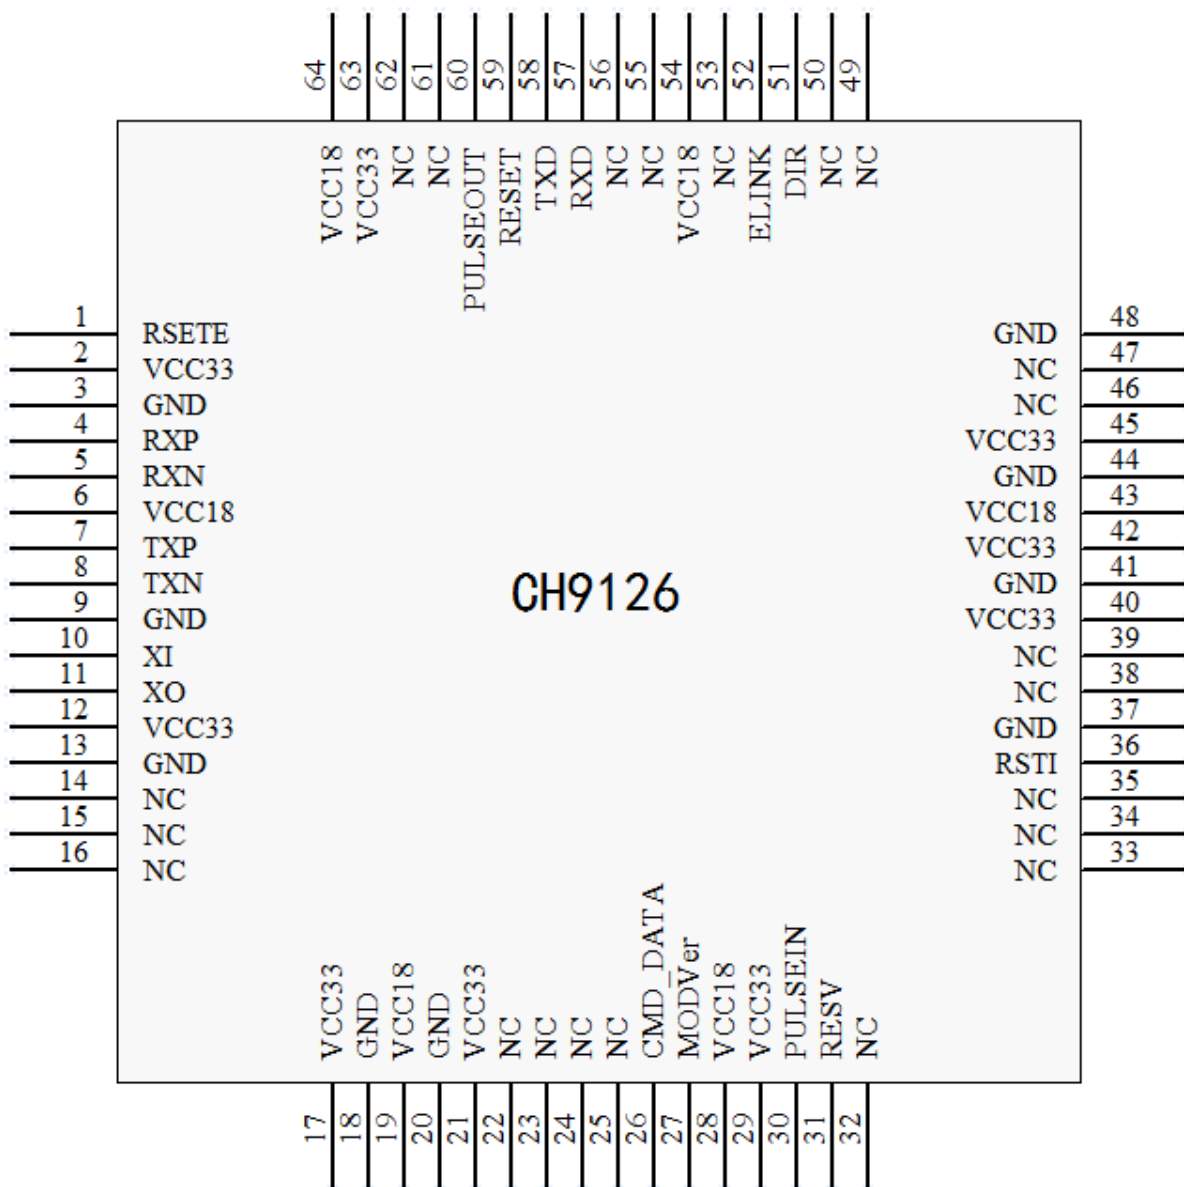 64 63 62 61 60 59 58 57 56 55 54 53 52 51 50 49
VCC18 VCC33 NC NC PULSEOUT RESET TXD RXD NC NC VCC18 NC ELINK DIR NC NC
1 RSETE GND 48
2 VCC33 NC 47
3 GND NC 46
4 RXP VCC33 45
5 RXN GND 44
6 VCC18 VCC18 43
7 TXP VCC33 42
8 TXN GND 41
CH9126
9 GND VCC33 40
10 XI NC 39
11 XO NC 38
12 VCC33 GND 37
13 GND RSTI 36
14 NC NC 35
15 NC NC 34
16 NC NC 33
VCC33 GND VCC18 GND VCC33 NC NC NC NC CMD_DATA MODVer VCC18 VCC33 PULSEIN RESV NC
17 18 19 20 21 22 23 24 25 26 27 28 29 30 31 32